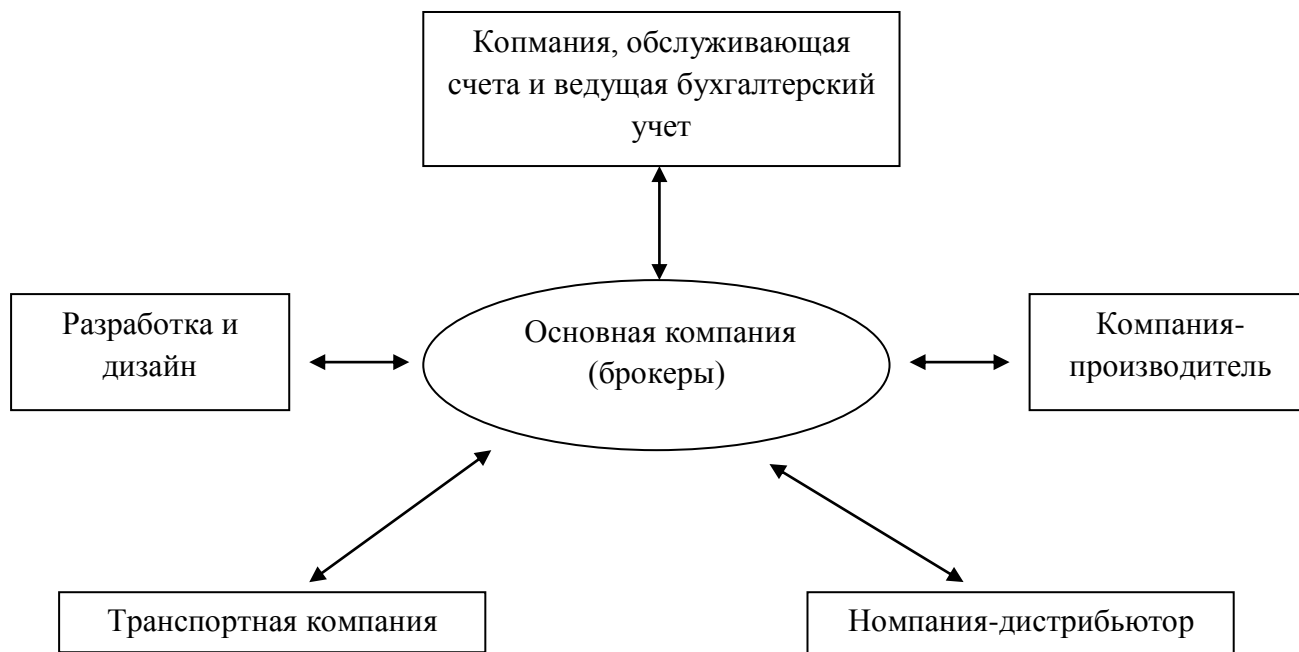 Копмания, обслуживающая
счета и ведущая бухгалтерский
учет
Разработка и
дизайн
Основная компания
(брокеры)
Компания-
производитель
Транспортная компания
Номпания-дистрибьютор